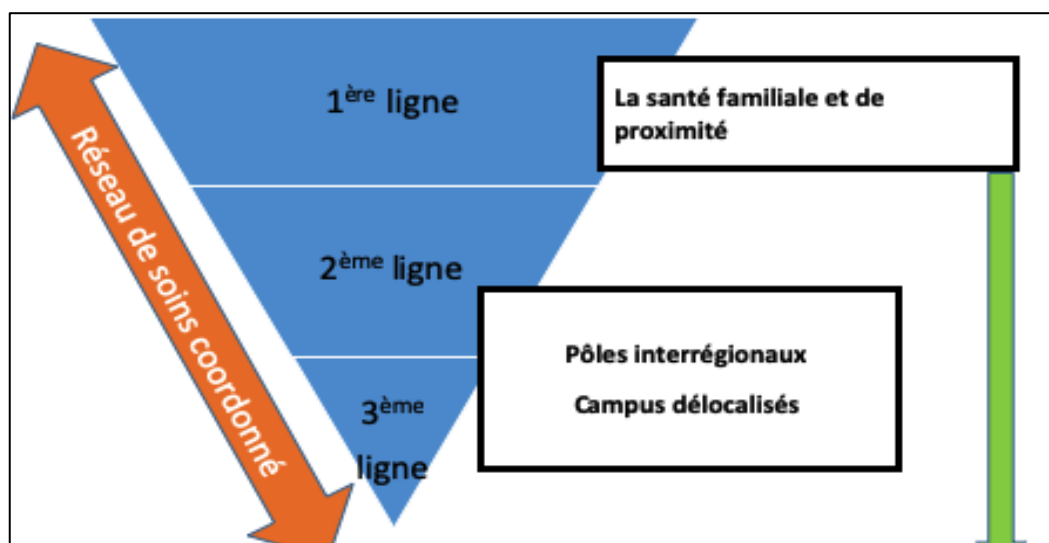 1ère ligne
La santé familiale et de
proximité
Réseau de soins coordonné
2ème ligne
Pôles interrégionaux
Campus délocalisés
3ème
ligne